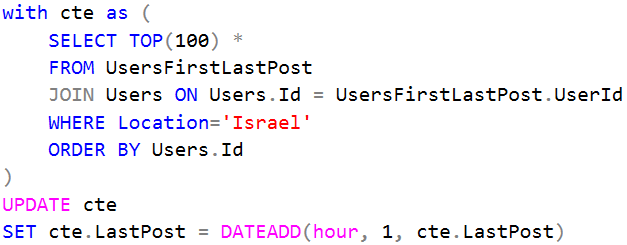 with cte as (
    SELECT TOP(100) *
    FROM UsersFirstLastPost
    JOIN Users ON Users.Id = UsersFirstLastPost.UserId
    WHERE Location='Israel'
    ORDER BY Users.Id
)
UPDATE cte
SET cte.LastPost = DATEADD(hour, 1, cte.LastPost)